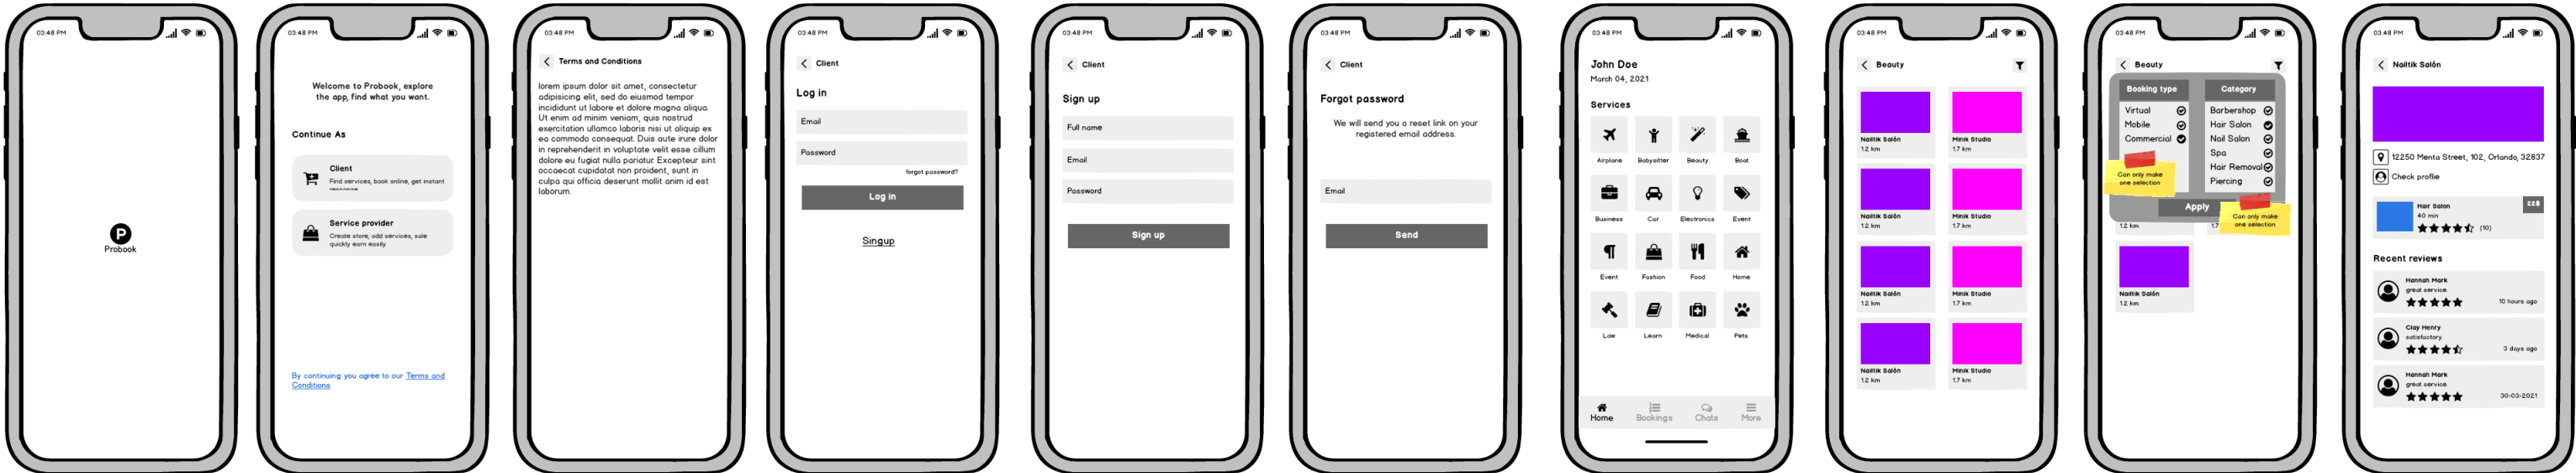 03:48 PM
Probook
03:48 PM
Welcome to Probook, explore
the app, find what you want.
Continue As
Client
Find services, book online, get instant
Service provider
Create store, add services, sale
quickly earn easily.
By continuing you agree to our Terms and
Conditions.
03:48 PM
Terms and Conditions
lorem ipsum dolor sit amet, consectetur
adipisicing elit, sed do eiusmod tempor
incididunt ut labore et dolore magna aliqua.
Ut enim ad minim veniam, quis nostrud
exercitation ullamco laboris nisi ut aliquip ex
ea commodo consequat. Duis aute irure dolor
in reprehenderit in voluptate velit esse cillum
dolore eu fugiat nulla pariatur. Excepteur sint
occaecat cupidatat non proident, sunt in
culpa qui officia deserunt mollit anim id est
laborum.
03:48 PM
Client
Log in
Email
Password
forgot password?
Log in
Singup
03:48 PM
Client
Sign up
Full name
Email
Password
Sign up
03:48 PM
Client
Forgot password
We will send you a reset link on your
registered email address.
Email
Send
03:48 PM
John Doe
March 04, 2021
Services
Airplane Babysitter Beauty Boat
Business Car Electronics Event
Event Fashion Food Home
Law Learn Medical Pets
Home Bookings Chats More
03:48 PM
Beauty
Nailtik Salón Minik Studio
1.2 km 1.7 km
Nailtik Salón Minik Studio
1.2 km 1.7 km
Nailtik Salón Minik Studio
1.2 km 1.7 km
Nailtik Salón Minik Studio
1.2 km 1.7 km
03:48 PM
Beauty
Booking type
Virtual
Mobile
Commercial
Can only make
one selection
Category
Barbershop
Hair Salon
Nail Salon
Spa
Hair Removal
Piercing
Apply
Can only make
one selection
1.2 km 1.7
Nailtik Salón
1.2 km
03:48 PM
Nailtik Salón
12250 Menta Street, 102, Orlando, 32837
Check proflie
Hair Salon 22$
40 min
(10)
Recent reviews
Hannah Mark
great service.
10 hours ago
Clay Henry
satisfactory
3 days ago
Hannah Mark
great service.
30-03-2021